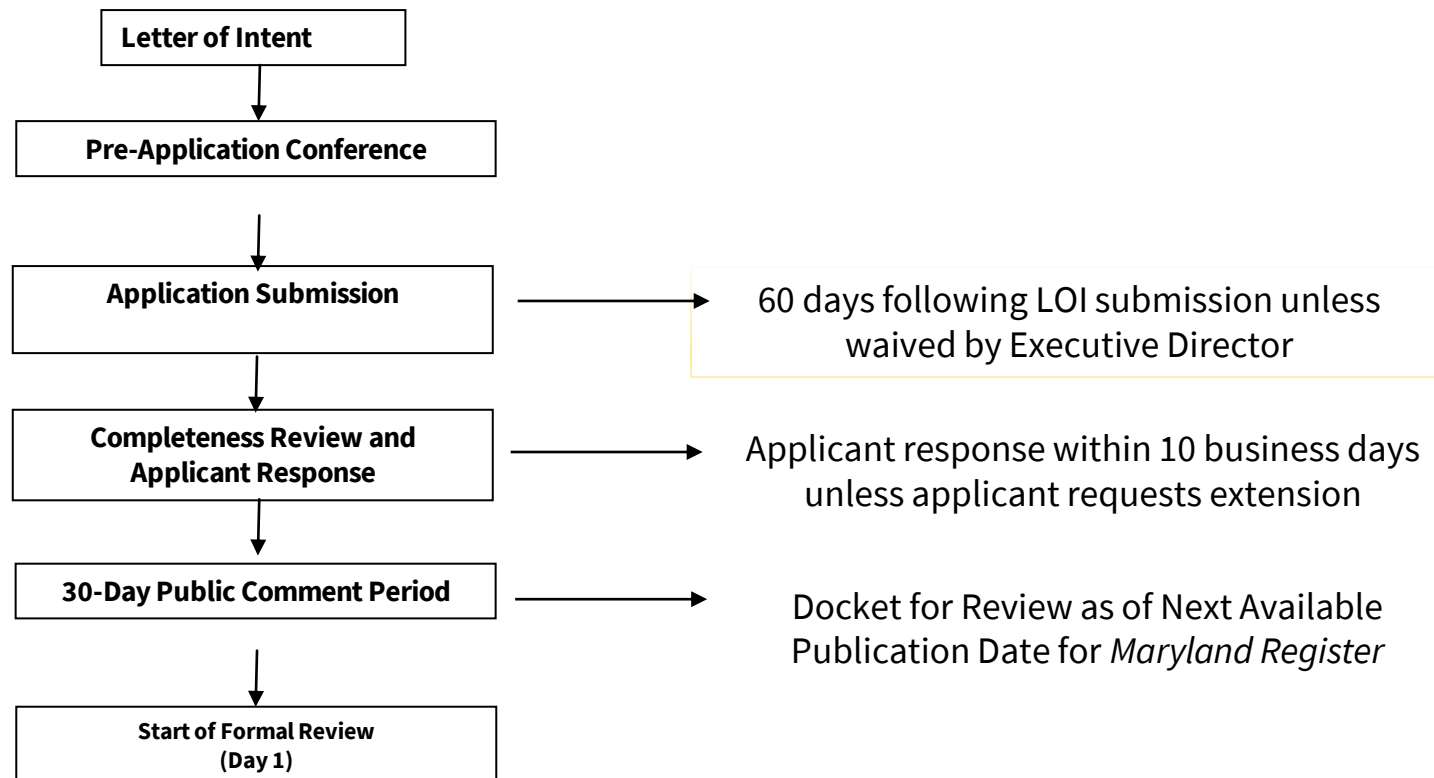 Letter of Intent
Pre-Application Conference
Application Submission
60 days following LOI submission unless
waived by Executive Director
Completeness Review and
Applicant Response
Applicant response within 10 business days
unless applicant requests extension
30-Day Public Comment Period
Docket for Review as of Next Available
Publication Date for Maryland Register
Start of Formal Review
(Day 1)